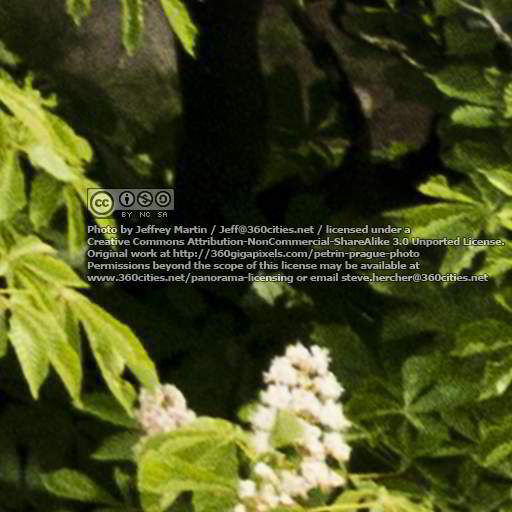 cc
BY NC SA
Photo by Jeffrey Martin / Jeff@360cities.net / licensed under a
Creative Commons Attribution-NonCommercial-ShareAlike 3.0 Unported License.
Original work at http://360gigapixels.com/petrin-prague-photo
Permissions beyond the scope of this license may be available at
www.360cities.net/panorama-licensing or email steve.hercher@360cities.net